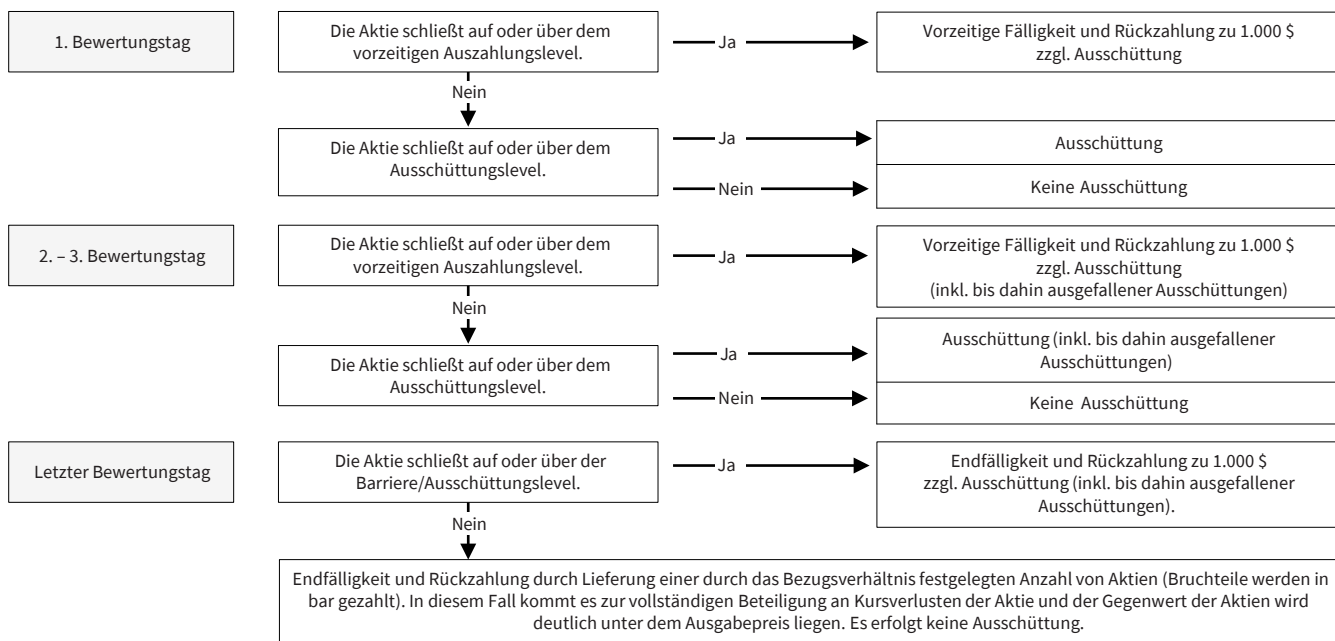 1. Bewertungstag
Die Aktie schließt auf oder über dem
vorzeitigen Auszahlungslevel.
Ja
Vorzeitige Fälligkeit und Rückzahlung zu 1.000 $
zzgl. Ausschüttung
Nein
Die Aktie schließt auf oder über dem
Ausschüttungslevel.
Ja
Ausschüttung
Nein
Keine Ausschüttung
2. – 3. Bewertungstag
Die Aktie schließt auf oder über dem
vorzeitigen Auszahlungslevel.
Ja
Vorzeitige Fälligkeit und Rückzahlung zu 1.000 $
zzgl. Ausschüttung
(inkl. bis dahin ausgefallener Ausschüttungen)
Nein
Die Aktie schließt auf oder über dem
Ausschüttungslevel.
Ja
Ausschüttung (inkl. bis dahin ausgefallener
Ausschüttungen)
Nein
Keine Ausschüttung
Letzter Bewertungstag
Die Aktie schließt auf oder über der
Barriere/Ausschüttungslevel.
Ja
Endfälligkeit und Rückzahlung zu 1.000 $
zzgl. Ausschüttung (inkl. bis dahin ausgefallener
Ausschüttungen).
Nein
Endfälligkeit und Rückzahlung durch Lieferung einer durch das Bezugsverhältnis festgelegten Anzahl von Aktien (Bruchteile werden in
bar gezahlt). In diesem Fall kommt es zur vollständigen Beteiligung an Kursverlusten der Aktie und der Gegenwert der Aktien wird
deutlich unter dem Ausgabepreis liegen. Es erfolgt keine Ausschüttung.